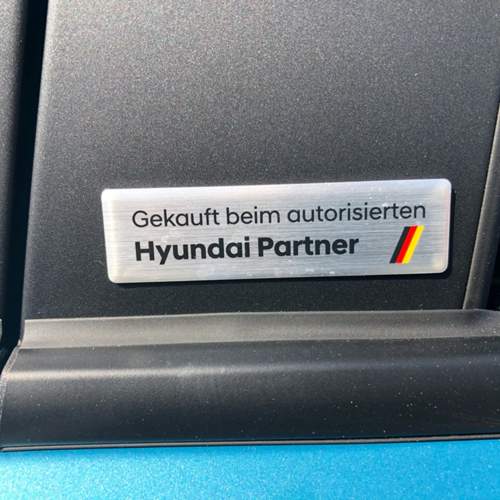 Gekauft beim autorisierten
Hyundai Partner